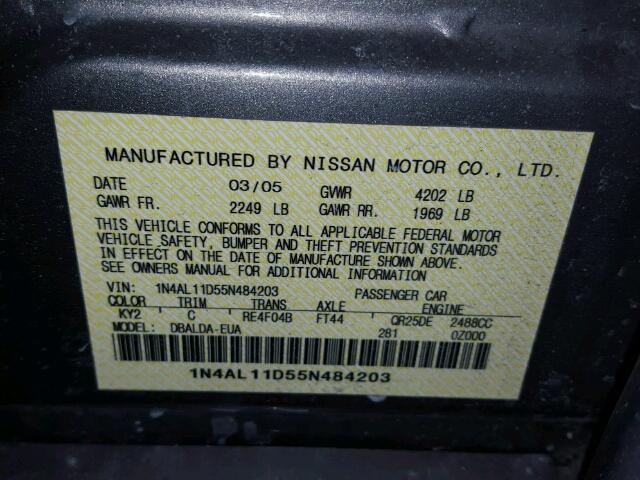 MANUFACTURED BY NISSAN MOTOR CO., LTD.
DATE 03/05 GVWR 4202 LB
GAWR FR. 2249 LB GAWR RR. 1969 LB
THIS VEHICLE CONFORMS TO ALL APPLICABLE FEDERAL MOTOR
VEHICLE SAFETY, BUMPER AND THEFT PREVENTION STANDARDS
IN EFFECT ON THE DATE OF MANUFACTURE SHOWN ABOVE.
SEE OWNERS MANUAL FOR ADDITIONAL INFORMATION
VIN: 1N4AL11D55N484203 PASSENGER CAR
COLOR TRIM TRANS AXLE ENGINE
KY2 C RE4F04B FT44 QR25DE 2488CC
MODEL: DBALDA-EUA 281 0Z000
1N4AL11D55N484203